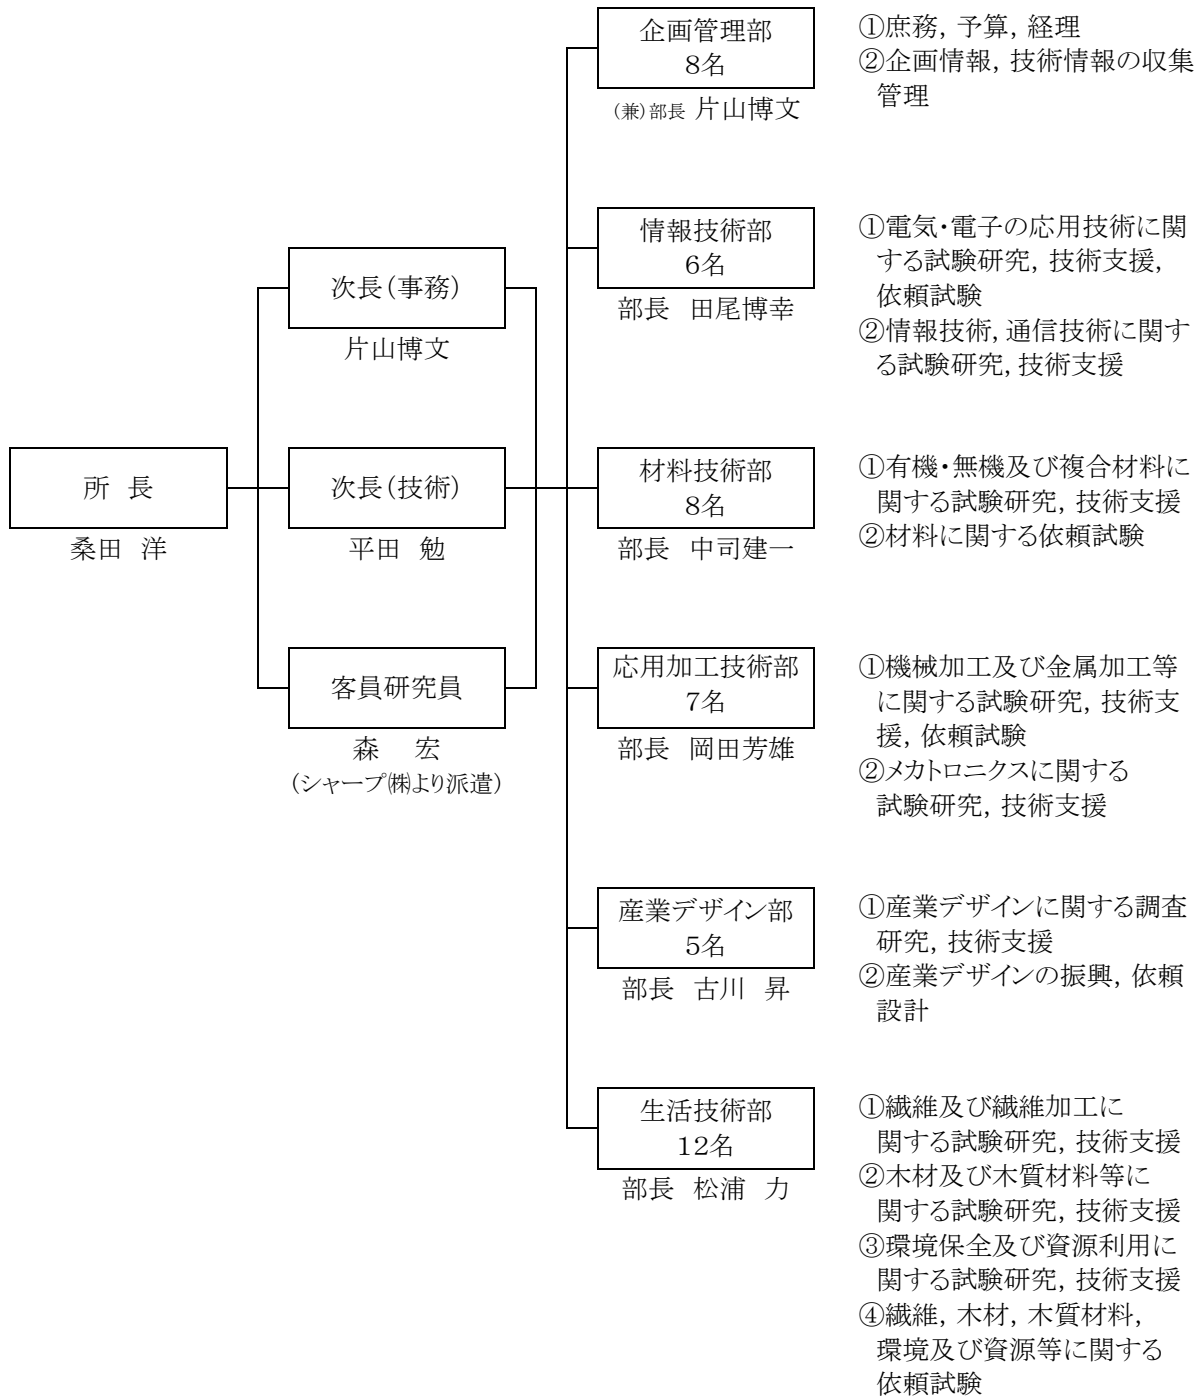 所 長
桑田 洋
次長(事務)
片山博文
次長(技術)
平田 勉
客員研究員
森 宏
(シャープ㈱より派遣)
企画管理部
8名
(兼)部長 片山博文
①庶務, 予算, 経理
②企画情報, 技術情報の収集
管理
情報技術部
6名
部長 田尾博幸
①電気・電子の応用技術に関
する試験研究, 技術支援,
依頼試験
②情報技術, 通信技術に関す
る試験研究, 技術支援
材料技術部
8名
部長 中司建一
①有機・無機及び複合材料に
関する試験研究, 技術支援
②材料に関する依頼試験
応用加工技術部
7名
部長 岡田芳雄
①機械加工及び金属加工等
に関する試験研究, 技術支
援, 依頼試験
②メカトロニクスに関する
試験研究, 技術支援
産業デザイン部
5名
部長 古川 昇
①産業デザインに関する調査
研究, 技術支援
②産業デザインの振興, 依頼
設計
生活技術部
12名
部長 松浦 力
①繊維及び繊維加工に
関する試験研究, 技術支援
②木材及び木質材料等に
関する試験研究, 技術支援
③環境保全及び資源利用に
関する試験研究, 技術支援
④繊維, 木材, 木質材料,
環境及び資源等に関する
依頼試験